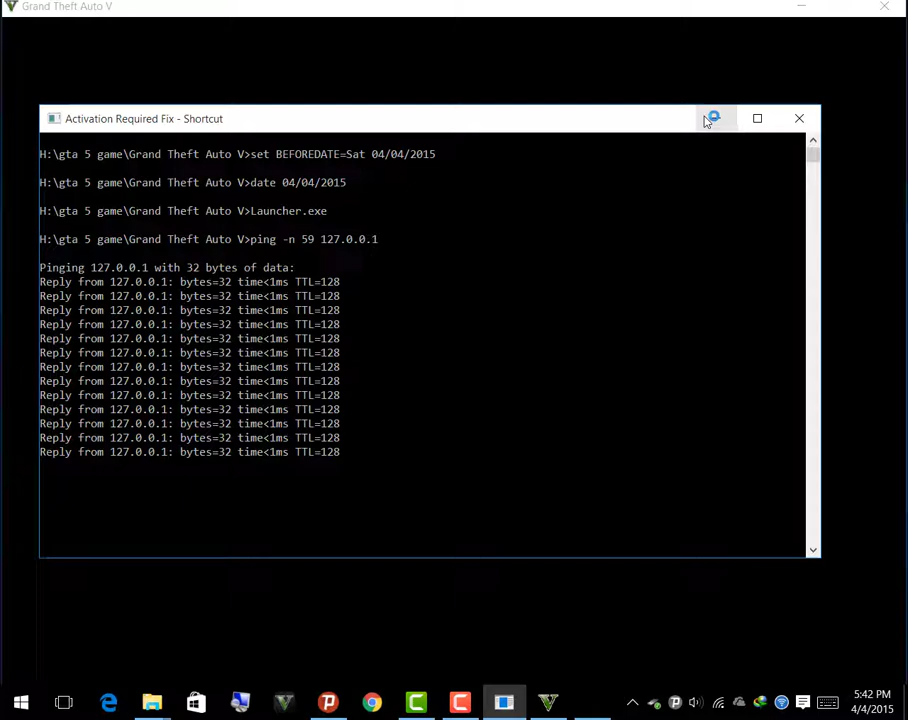 Grand Theft Auto V
Activation Required Fix - Shortcut
H:\gta 5 game\Grand Theft Auto V>set BEFOREDATE=Sat 04/04/2015
H:\gta 5 game\Grand Theft Auto V>date 04/04/2015
H:\gta 5 game\Grand Theft Auto V>Launcher.exe
H:\gta 5 game\Grand Theft Auto V>ping -n 59 127.0.0.1
Pinging 127.0.0.1 with 32 bytes of data:
Reply from 127.0.0.1: bytes=32 time<1ms TTL=128
Reply from 127.0.0.1: bytes=32 time<1ms TTL=128
Reply from 127.0.0.1: bytes=32 time<1ms TTL=128
Reply from 127.0.0.1: bytes=32 time<1ms TTL=128
Reply from 127.0.0.1: bytes=32 time<1ms TTL=128
Reply from 127.0.0.1: bytes=32 time<1ms TTL=128
Reply from 127.0.0.1: bytes=32 time<1ms TTL=128
Reply from 127.0.0.1: bytes=32 time<1ms TTL=128
Reply from 127.0.0.1: bytes=32 time<1ms TTL=128
Reply from 127.0.0.1: bytes=32 time<1ms TTL=128
Reply from 127.0.0.1: bytes=32 time<1ms TTL=128
Reply from 127.0.0.1: bytes=32 time<1ms TTL=128
Reply from 127.0.0.1: bytes=32 time<1ms TTL=128
5:42 PM
4/4/2015